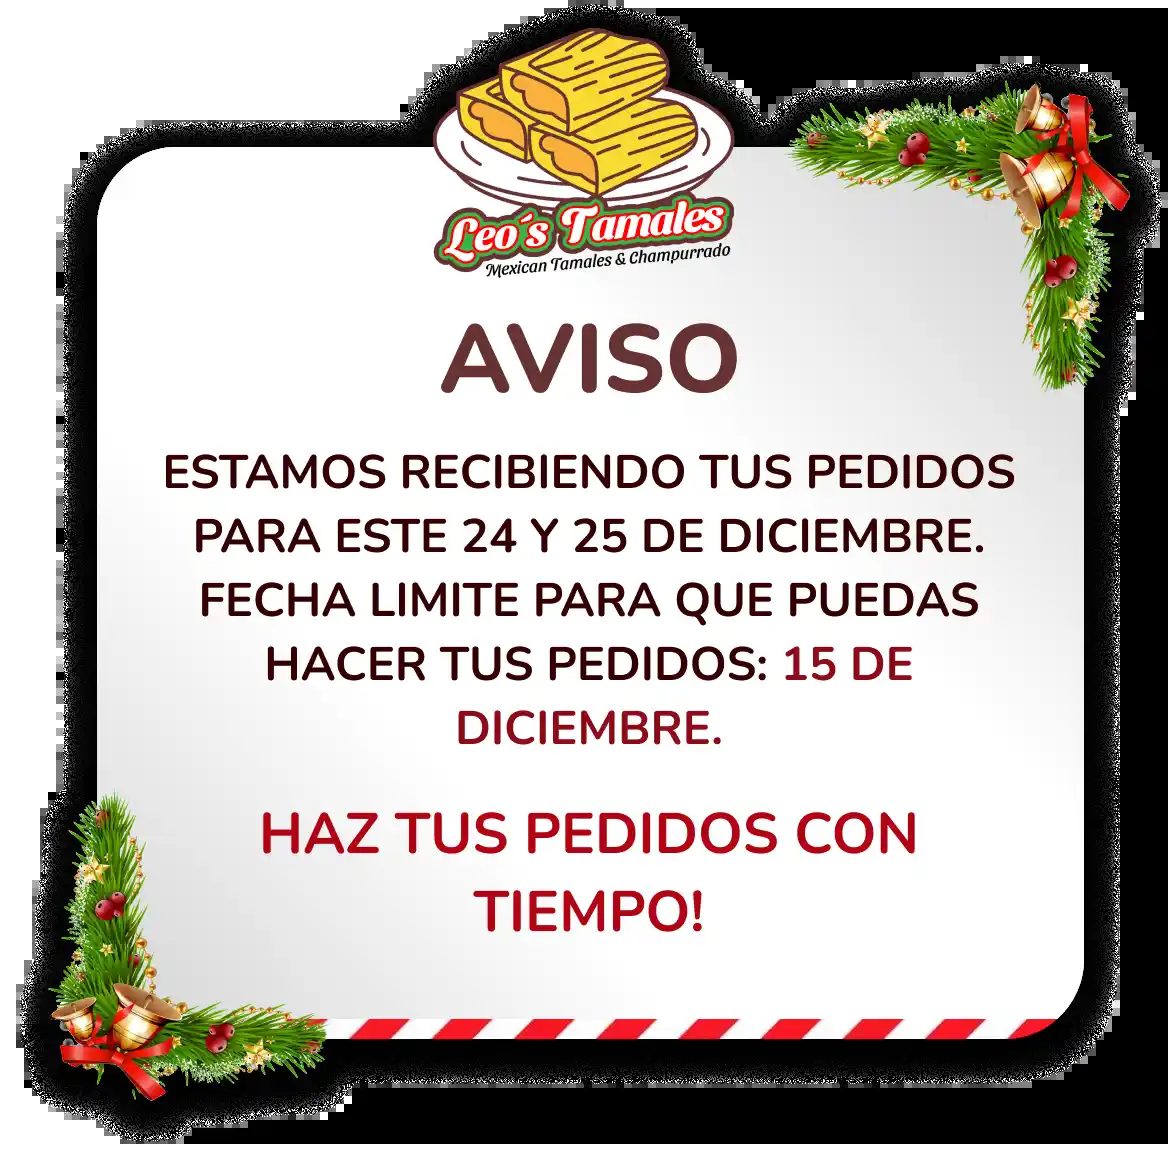 Leo´s Tamales
Mexican Tamales & Champurrado
AVISO
ESTAMOS RECIBIENDO TUS PEDIDOS
PARA ESTE 24 Y 25 DE DICIEMBRE.
FECHA LIMITE PARA QUE PUEDAS
HACER TUS PEDIDOS: 15 DE
DICIEMBRE.
HAZ TUS PEDIDOS CON
TIEMPO!